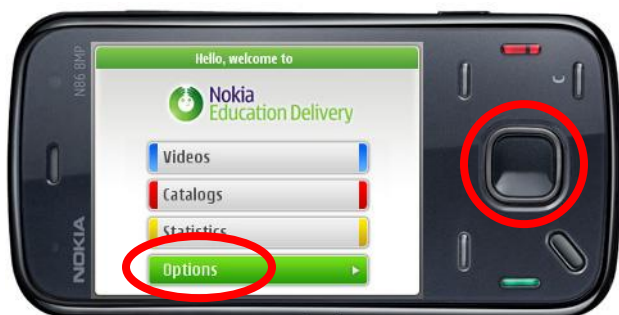 N86 8MP
NOKIA
Hello, welcome to
Nokia
Education Delivery
Videos
Catalogs
Statistics
Options